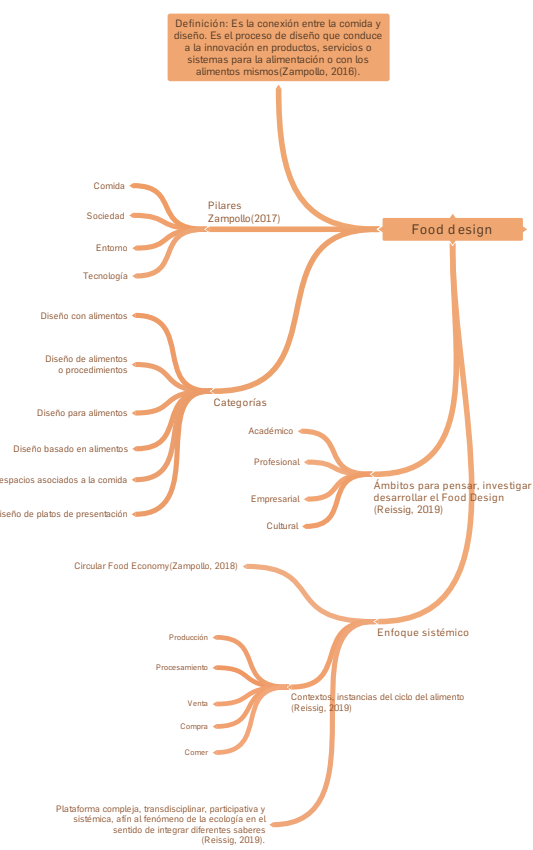 Definición: Es la conexión entre la comida y
diseño. Es el proceso de diseño que conduce
a la innovación en productos, servicios o
sistemas para la alimentación o con los
alimentos mismos(Zampollo, 2016).
Food design
Pilares
Zampollo(2017)
Comida
Sociedad
Entorno
Tecnología
Categorías
Diseño con alimentos
Diseño de alimentos
o procedimientos
Diseño para alimentos
Diseño basado en alimentos
espacios asociados a la comida
iseño de platos de presentación
Ámbitos para pensar, investigar
desarrollar el Food Design
(Reissig, 2019)
Académico
Profesional
Empresarial
Cultural
Enfoque sistémico
Circular Food Economy(Zampollo, 2018)
Contextos, instancias del ciclo del alimento
(Reissig, 2019)
Producción
Procesamiento
Venta
Compra
Comer
Plataforma compleja, transdisciplinar, participativa y
sistémica, afín al fenómeno de la ecología en el
sentido de integrar diferentes saberes
(Reissig, 2019).